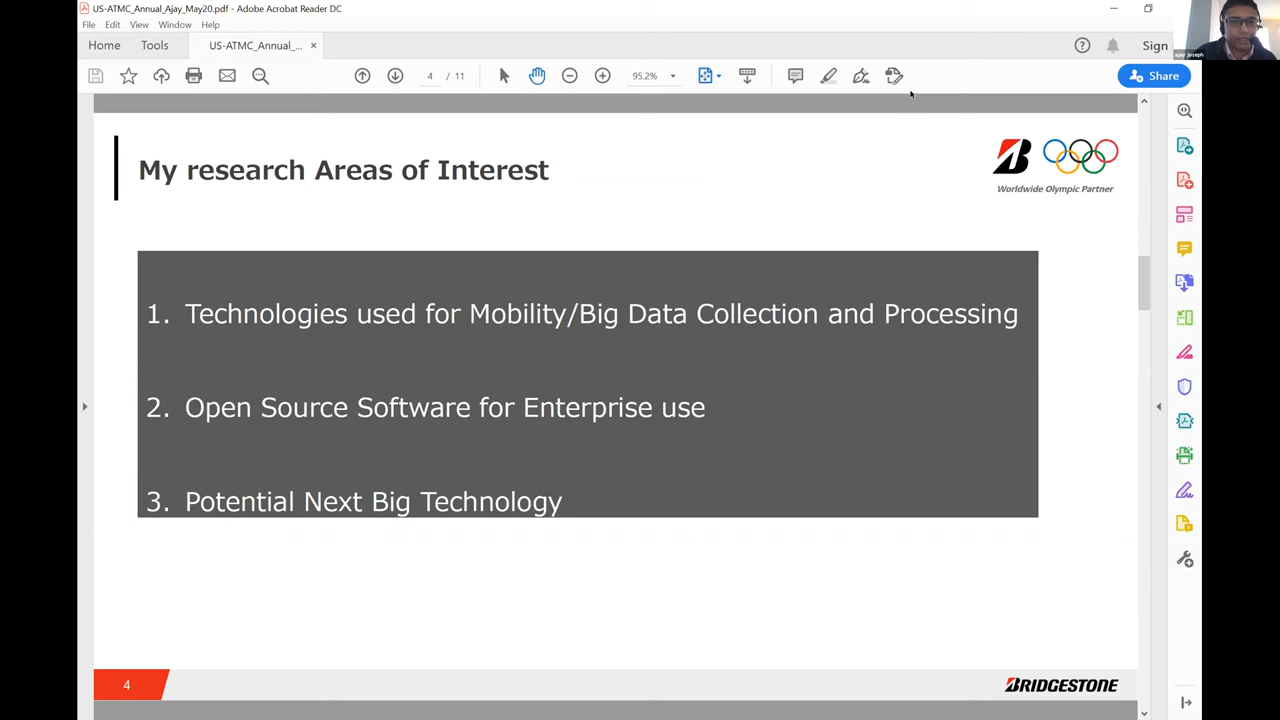 US-ATMC_Annual_Ajay_May20.pdf - Adobe Acrobat Reader DC
File Edit View Window Help
Home Tools US-ATMC_Annual_... × Sign
4 / 11 95.2% Share
ajay joseph
My research Areas of Interest
Worldwide Olympic Partner
1. Technologies used for Mobility/Big Data Collection and Processing
2. Open Source Software for Enterprise use
3. Potential Next Big Technology
4 BRIDGESTONE